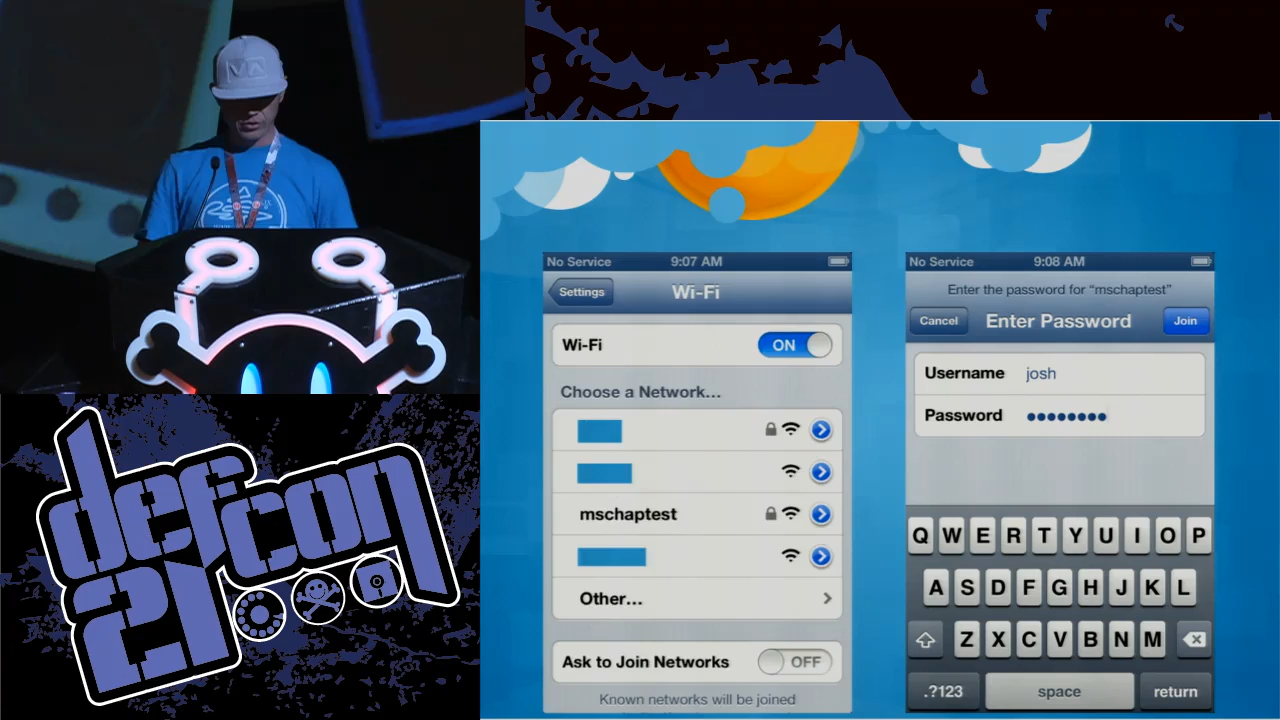 VA
defcon
21
No Service 9:07 AM
Settings Wi-Fi
Wi-Fi ON
Choose a Network...
mschaptest
Other...
Ask to Join Networks OFF
Known networks will be joined
No Service 9:08 AM
Enter the password for “mschaptest”
Cancel Enter Password Join
Username josh
Password ●●●●●●●●
Q W E R T Y U I O P
A S D F G H J K L
Z X C V B N M
.?123 space return